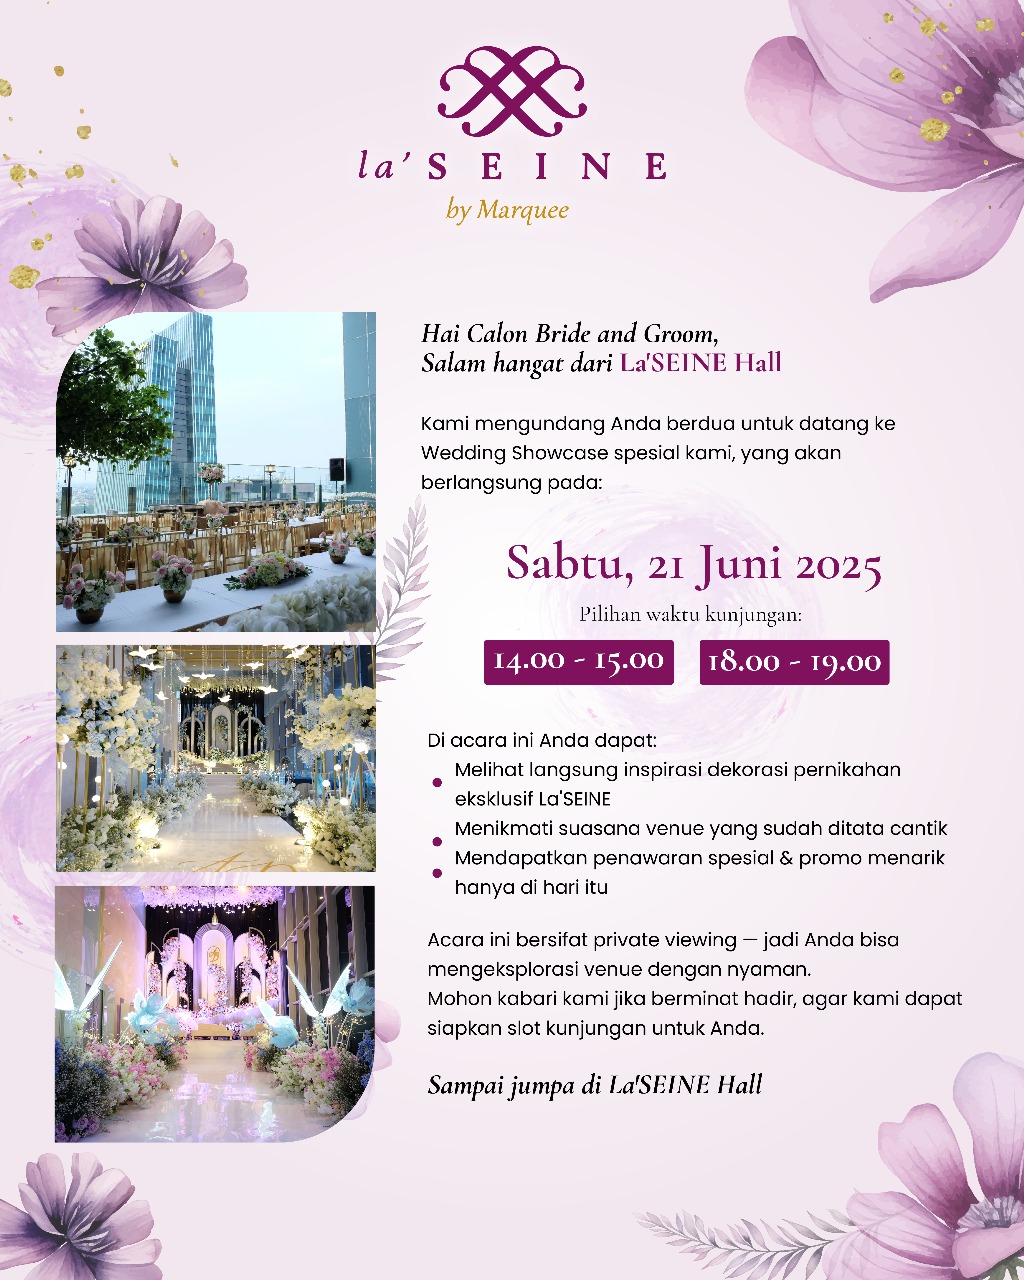 la' SEINE
by Marquee
Hai Calon Bride and Groom,
Salam hangat dari La'SEINE Hall
Kami mengundang Anda berdua untuk datang ke
Wedding Showcase spesial kami, yang akan
berlangsung pada:
Sabtu, 21 Juni 2025
Pilihan waktu kunjungan:
14.00 - 15.00 18.00 - 19.00
Di acara ini Anda dapat:
• Melihat langsung inspirasi dekorasi pernikahan
eksklusif La'SEINE
• Menikmati suasana venue yang sudah ditata cantik
• Mendapatkan penawaran spesial & promo menarik
hanya di hari itu
Acara ini bersifat private viewing — jadi Anda bisa
mengeksplorasi venue dengan nyaman.
Mohon kabari kami jika berminat hadir, agar kami dapat
siapkan slot kunjungan untuk Anda.
Sampai jumpa di La'SEINE Hall